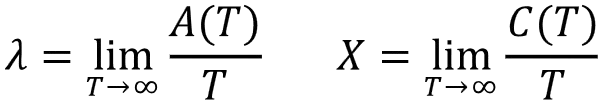 λ = lim_{T→∞} A(T)/T   X = lim_{T→∞} C(T)/T